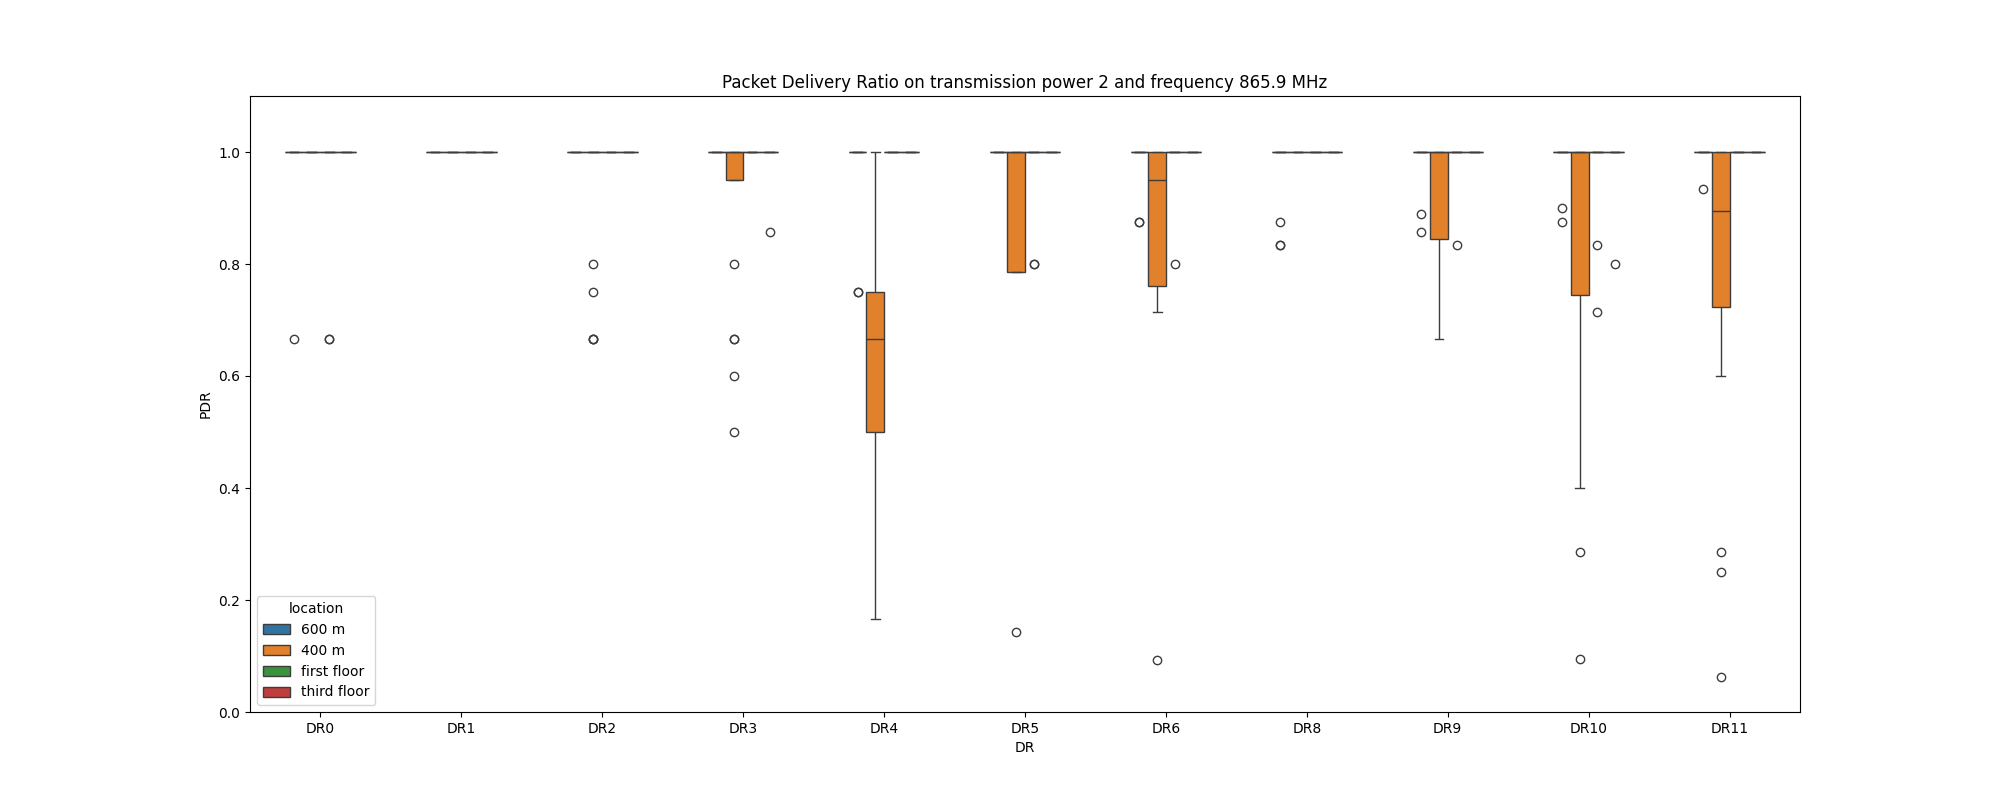 Packet Delivery Ratio on transmission power 2 and frequency 865.9 MHz
PDR
1.0
0.8
0.6
0.4
0.2
0.0
location
600 m
400 m
first floor
third floor
DR0 DR1 DR2 DR3 DR4 DR5 DR6 DR8 DR9 DR10 DR11
DR